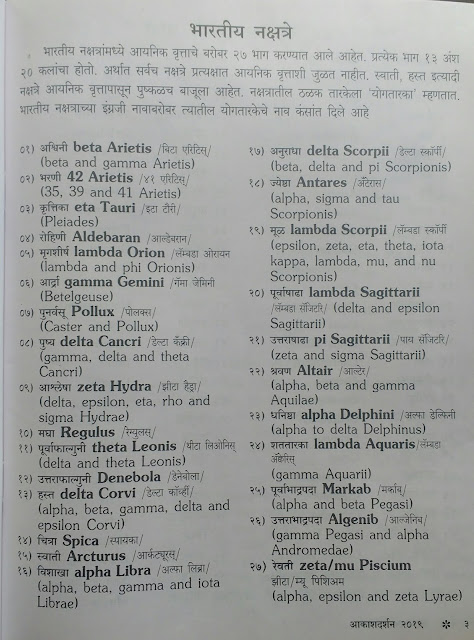 भारतीय नक्षत्रे
भारतीय नक्षत्रांमध्ये आयनिक वृत्ताचे बरोबर २७ भाग करण्यात आले आहेत. प्रत्येक भाग १३ अंश
२० कलांचा होतो. अर्थात सर्वच नक्षत्रे प्रत्यक्षात आयनिक वृत्ताशी जुळत नाहीत. स्वाती, हस्त इत्यादी
नक्षत्रे आयनिक वृत्तापासून पुष्कळच बाजूला आहेत. नक्षत्रातील ठळक तारकेला 'योगतारका' म्हणतात.
भारतीय नक्षत्राच्या इंग्रजी नावाबरोबर त्यातील योगतारकेचे नाव कंसांत दिले आहे
०१) अश्विनी beta Arietis /बिटा एरिटिस्/
(beta and gamma Arietis)
०२) भरणी 42 Arietis /४१ एरिटिस्/
(35, 39 and 41 Arietis)
०३) कृत्तिका eta Tauri /इटा टौरी/
(Pleiades)
०४) रोहिणी Aldebaran /आल्डेबरान/
०५) मृगशीर्ष lambda Orion /लॅम्बडा ओरायन
(lambda and phi Orionis)
०६) आर्द्रा gamma Gemini /गॅमा जेमिनी
(Betelgeuse)
०७) पुनर्वसू Pollux /पोलक्स/
(Caster and Pollux)
०८) पुष्य delta Cancri /डेल्टा कॅंक्री/
(gamma, delta and theta
Cancri)
०९) आश्लेषा zeta Hydra /झीटा हैड्रा/
(delta, epsilon, eta, rho and
sigma Hydrae)
१०) मघा Regulus /रेग्युलस्/
११) पूर्वाफाल्गुनी theta Leonis /थीटा लिओनिस्
(delta and theta Leonis)
१२) उत्तराफाल्गुनी Denebola /डेनेबोला/
१३) हस्त delta Corvi /डेल्टा कॉर्व्ही/
(alpha, beta, gamma, delta and
epsilon Corvi)
१४) चित्रा Spica /स्पायका/
१५) स्वाती Arcturus /आर्कट्यूरस्/
१६) विशाखा alpha Libra /अल्फा लिब्रा/
(alpha, beta, gamma and iota
Librae)
१७) अनुराधा delta Scorpii /डेल्टा स्कॉर्पी/
(beta, delta and pi Scorpionis)
१८) ज्येष्ठा Antares /अँटेरास/
(alpha, sigma and tau
Scorpionis)
१९) मूळ lambda Scorpii /लॅम्बडा स्कॉर्पी
(epsilon, zeta, eta, theta, iota
kappa, lambda, mu, and nu
Scorpionis)
२०) पूर्वाषाढा lambda Sagittarii
/लॅम्बडा सॅजिटरि/ (delta and epsilon
Sagittarii)
२१) उत्तराषाढा pi Sagittarii /पाय सॅजिटरि/
(zeta and sigma Sagittarii)
२२) श्रवण Altair /आल्टेर/
(alpha, beta and gamma
Aquilae)
२३) धनिष्ठा alpha Delphini /अल्फा डेल्फिनी
(alpha to delta Delphinus)
२४) शततारका lambda Aquaris/लॅम्बडा
अ‍ॅक्वेरिस्
(gamma Aquarii)
२५) पूर्वाभाद्रपदा Markab /मर्काब्/
(alpha and beta Pegasi)
२६) उत्तराभाद्रपदा Algenib /आल्जेनिब/
(gamma Pegasi and alpha
Andromedae)
२७) रेवती zeta/mu Piscium
झीटा/म्यू पिशिअम
(alpha, epsilon and zeta Lyrae)
आकाशदर्शन २०१९ ✽ ३